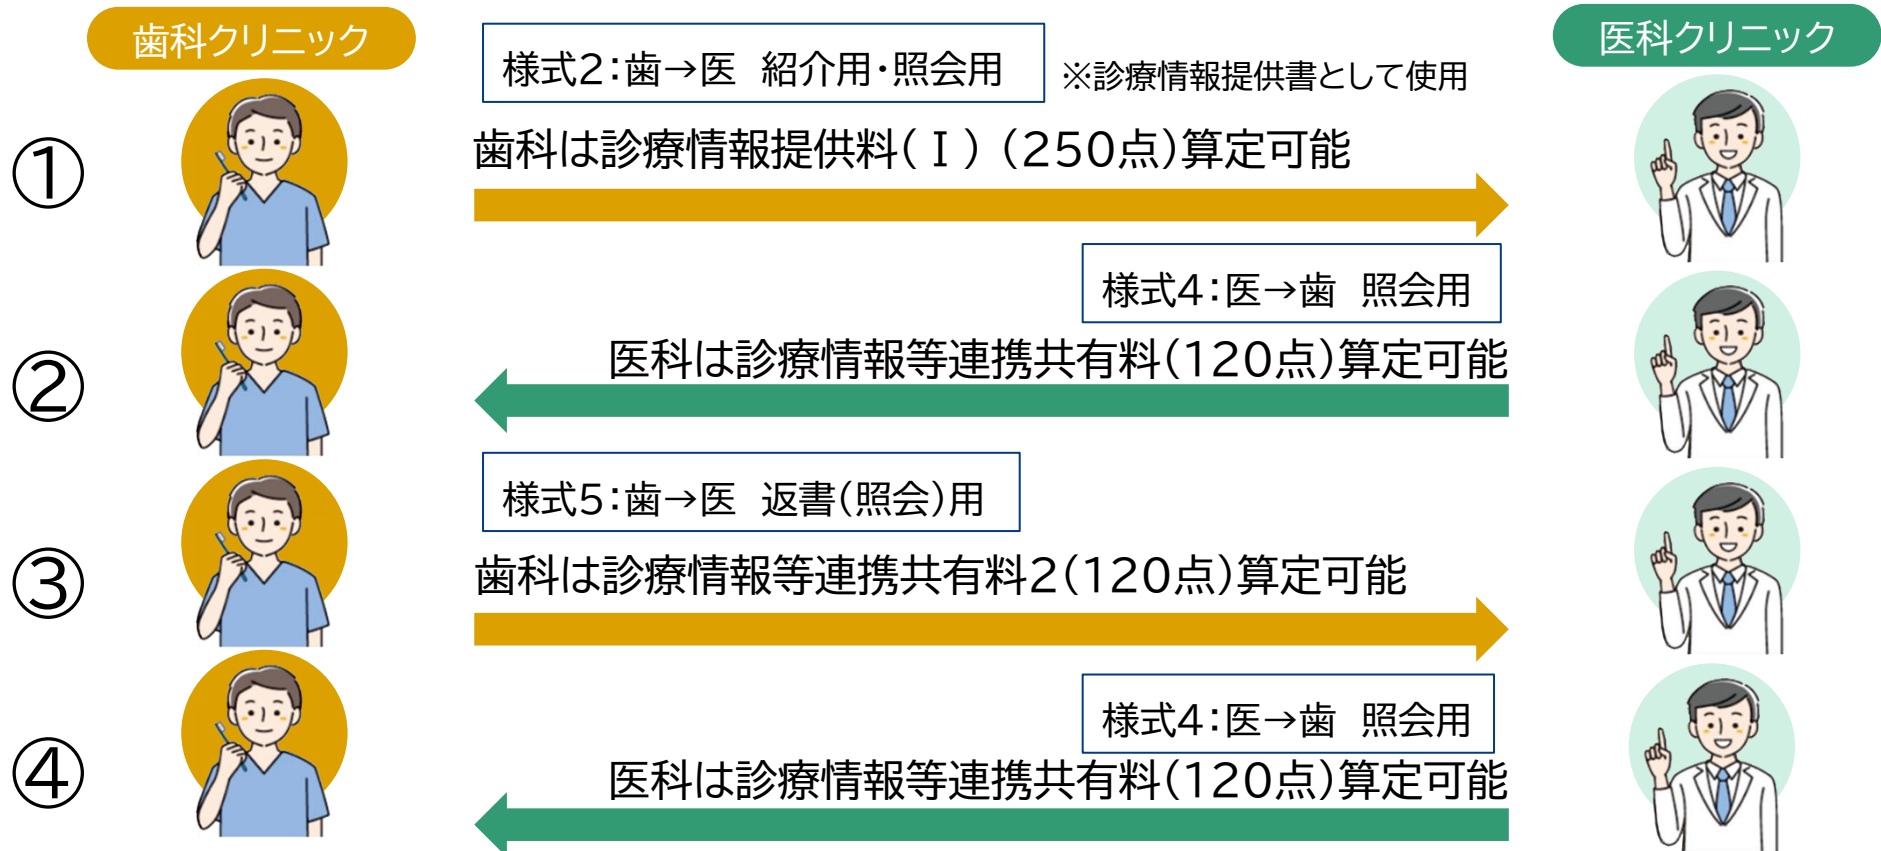 歯科クリニック
医科クリニック
様式2：歯→医　紹介用・照会用
※診療情報提供書として使用
①
歯科は診療情報提供料（Ⅰ）（250点）算定可能
様式4：医→歯　照会用
②
医科は診療情報等連携共有料（120点）算定可能
様式5：歯→医　返書（照会）用
③
歯科は診療情報等連携共有料2（120点）算定可能
様式4：医→歯　照会用
④
医科は診療情報等連携共有料（120点）算定可能